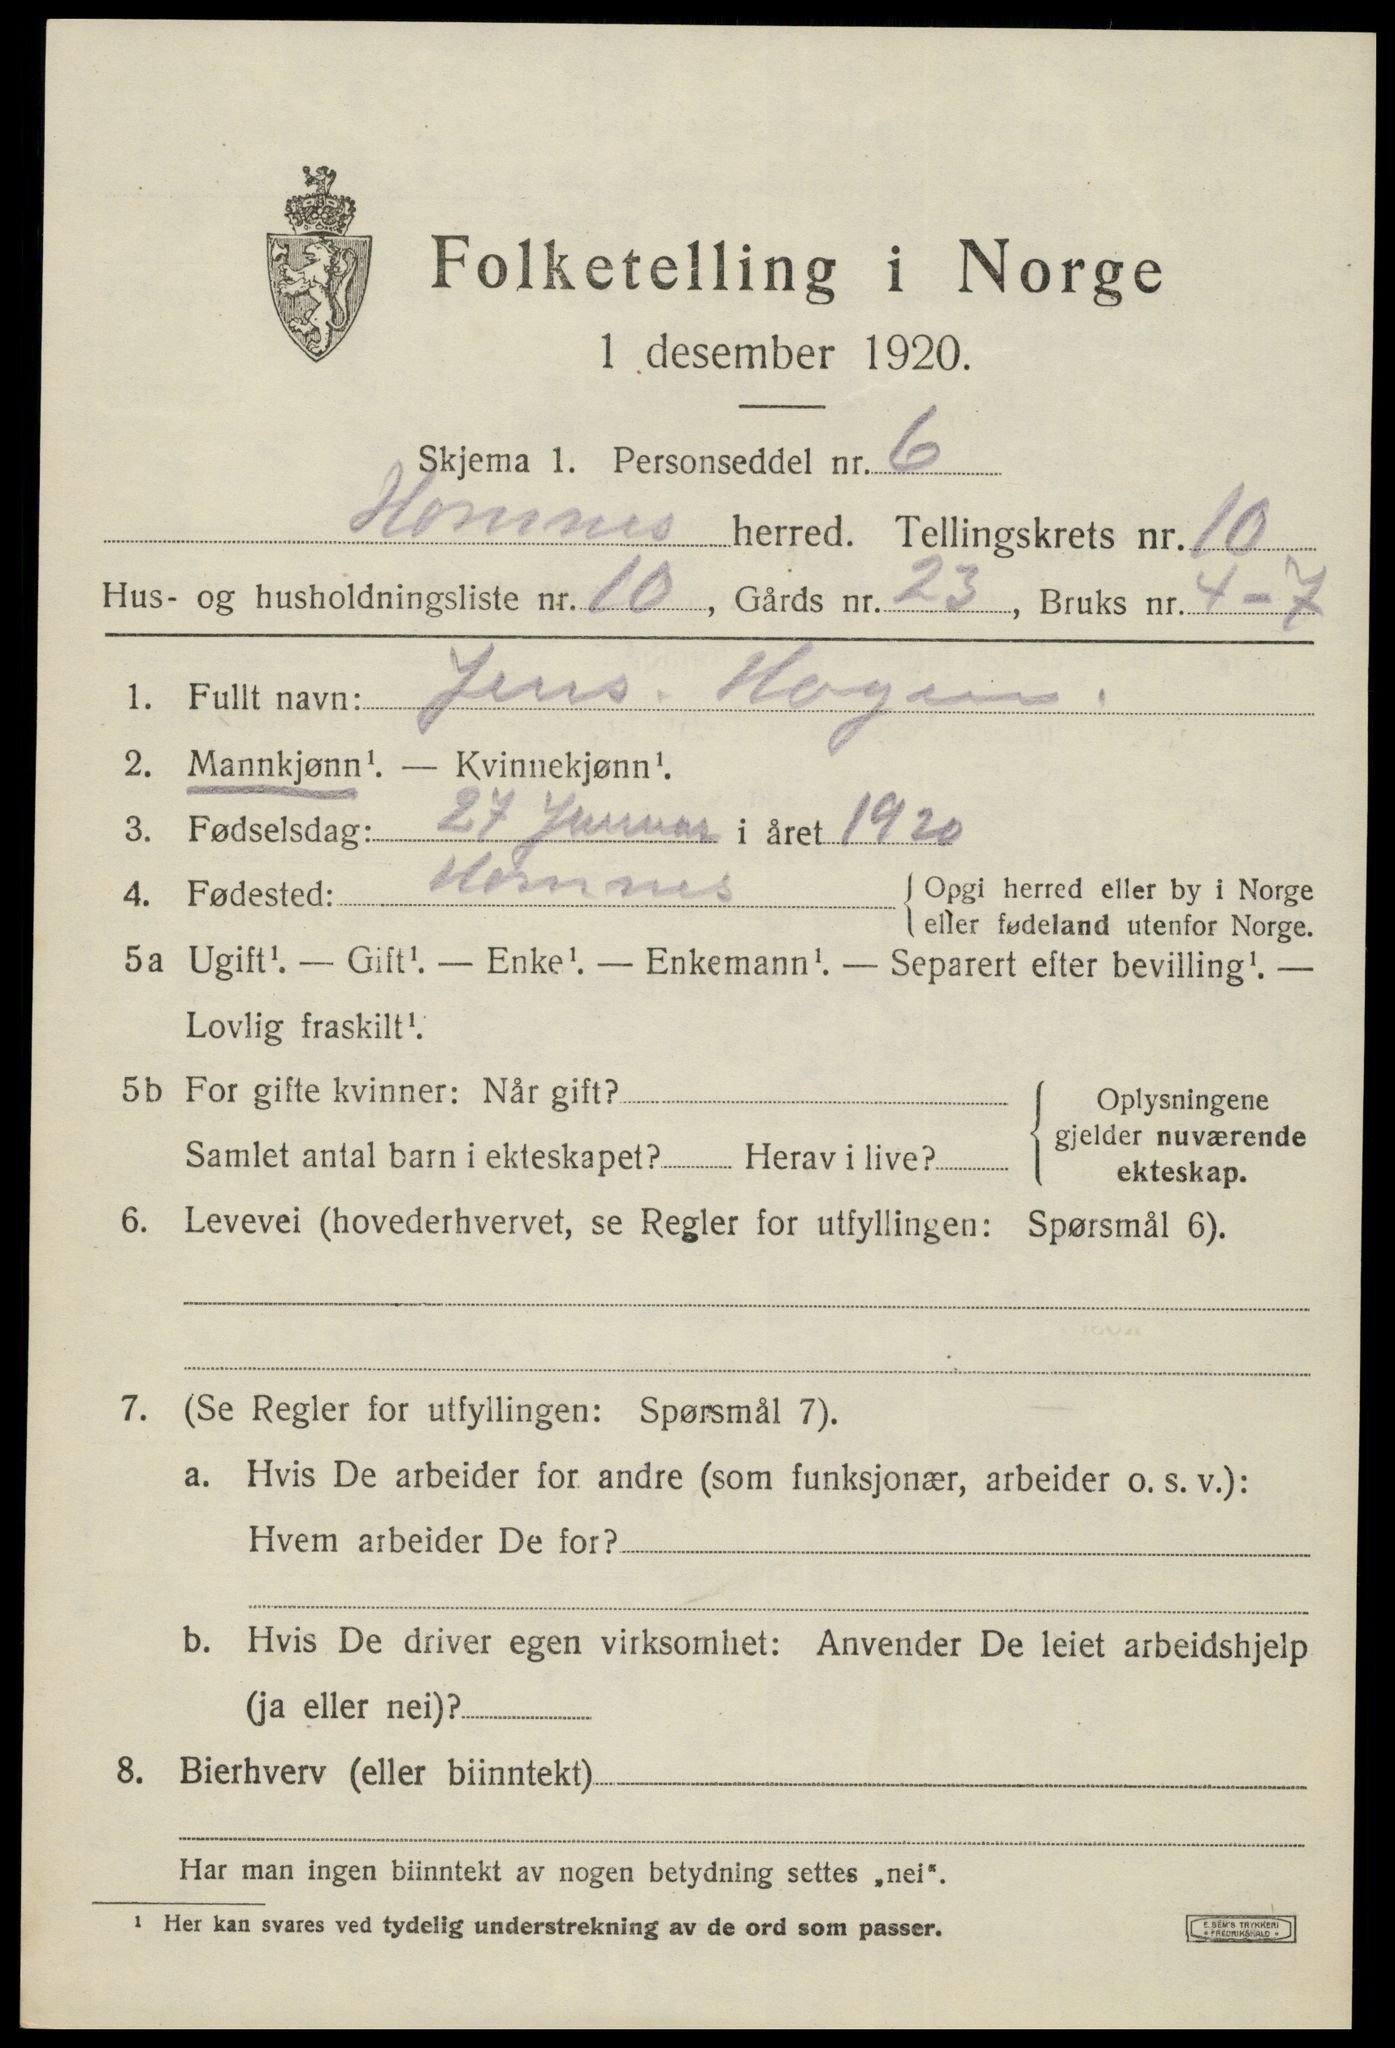 Folketelling i Norge
1 desember 1920.
Skjema 1. Personseddel nr. 6
Homnes herred. Tellingskrets nr. 10
Hus- og husholdningsliste nr. 10, Gårds nr. 23, Bruks nr. 4-7
1. Fullt navn: Jens.
2. Mannkjønn¹. — Kvinnekjønn¹.
3. Fødselsdag: 27 Januar i året 1920
4. Fødested: Homnes { Opgi herred eller by i Norge
eller fødeland utenfor Norge.
5a Ugift¹. — Gift¹. — Enke¹. — Enkemann¹. — Separert efter bevilling¹. —
Lovlig fraskilt¹.
5b For gifte kvinner: Når gift?
Samlet antal barn i ekteskapet? Herav i live?
{ Oplysningene
gjelder nuværende
ekteskap.
6. Levevei (hovederhvervet, se Regler for utfyllingen: Spørsmål 6).
7. (Se Regler for utfyllingen: Spørsmål 7).
a. Hvis De arbeider for andre (som funksjonær, arbeider o. s. v.):
Hvem arbeider De for?
b. Hvis De driver egen virksomhet: Anvender De leiet arbeidshjelp
(ja eller nei)?
8. Bierhverv (eller biinntekt)
Har man ingen biinntekt av nogen betydning settes „nei“.
¹ Her kan svares ved tydelig understrekning av de ord som passer.
E. SEM'S TRYKKERI
FREDRIKSHALD